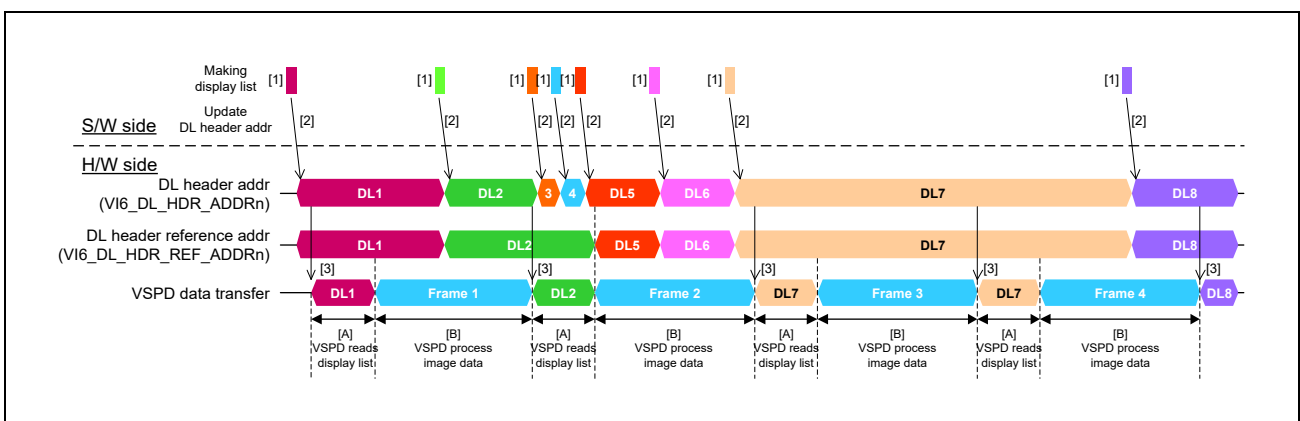 Making
display list
[1] [1] [1] [1] [1] [1] [1] [1]
Update
DL header addr
[2] [2] [2] [2] [2] [2] [2] [2]
S/W side
H/W side
DL header addr
(VI6_DL_HDR_ADDRn)
DL1 DL2 3 4 DL5 DL6 DL7 DL8
DL header reference addr
(VI6_DL_HDR_REF_ADDRn)
DL1 DL2 DL5 DL6 DL7 DL8
[3] [3] [3] [3] [3]
VSPD data transfer
DL1 Frame 1 DL2 Frame 2 DL7 Frame 3 DL7 Frame 4 DL8
[A] [B] [A] [B] [A] [B] [A] [B]
VSPD reads VSPD process VSPD reads VSPD process VSPD reads VSPD process VSPD reads VSPD process
display list image data display list image data display list image data display list image data